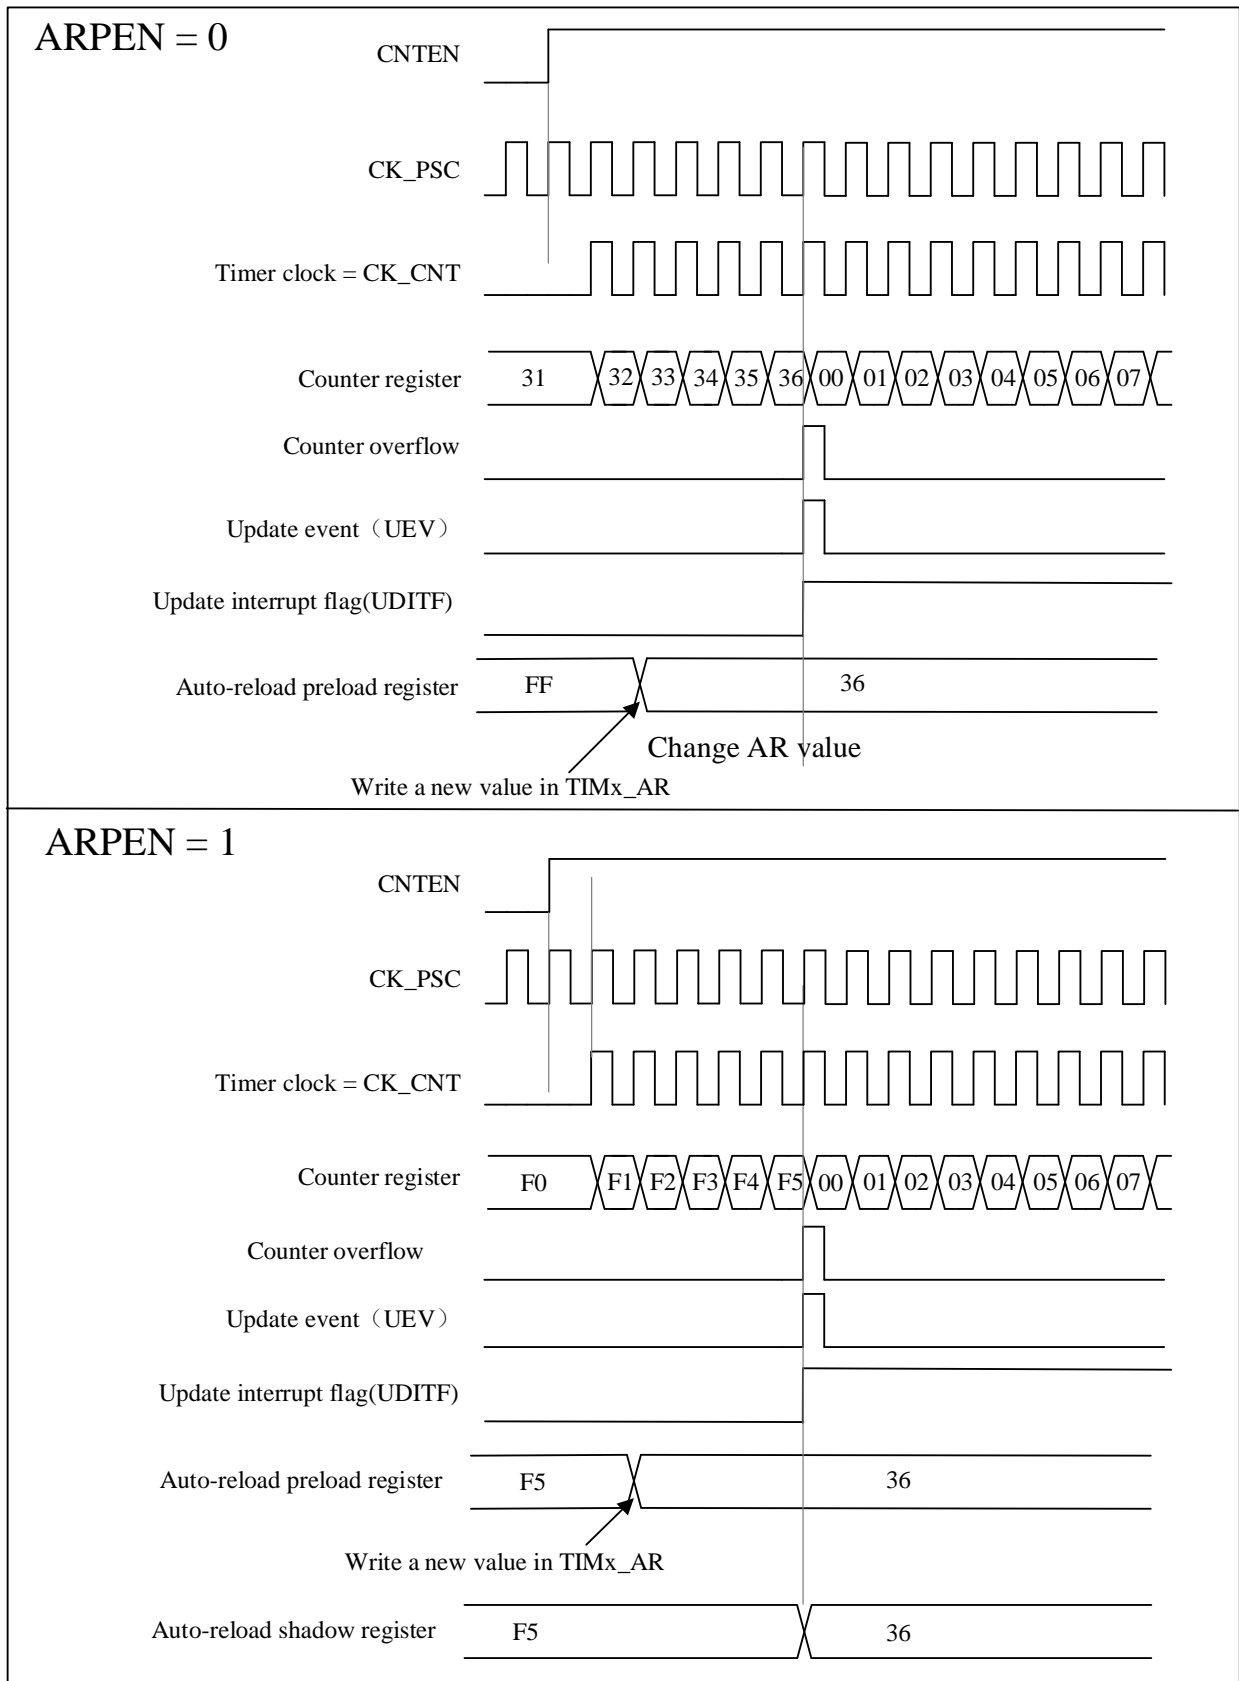 ARPEN = 0
CNTEN
CK_PSC
Timer clock = CK_CNT
Counter register 31 32 33 34 35 36 00 01 02 03 04 05 06 07
Counter overflow
Update event（UEV）
Update interrupt flag(UDITF)
Auto-reload preload register FF 36
Change AR value
Write a new value in TIMx_AR
ARPEN = 1
CNTEN
CK_PSC
Timer clock = CK_CNT
Counter register F0 F1 F2 F3 F4 F5 00 01 02 03 04 05 06 07
Counter overflow
Update event（UEV）
Update interrupt flag(UDITF)
Auto-reload preload register F5 36
Write a new value in TIMx_AR
Auto-reload shadow register F5 36